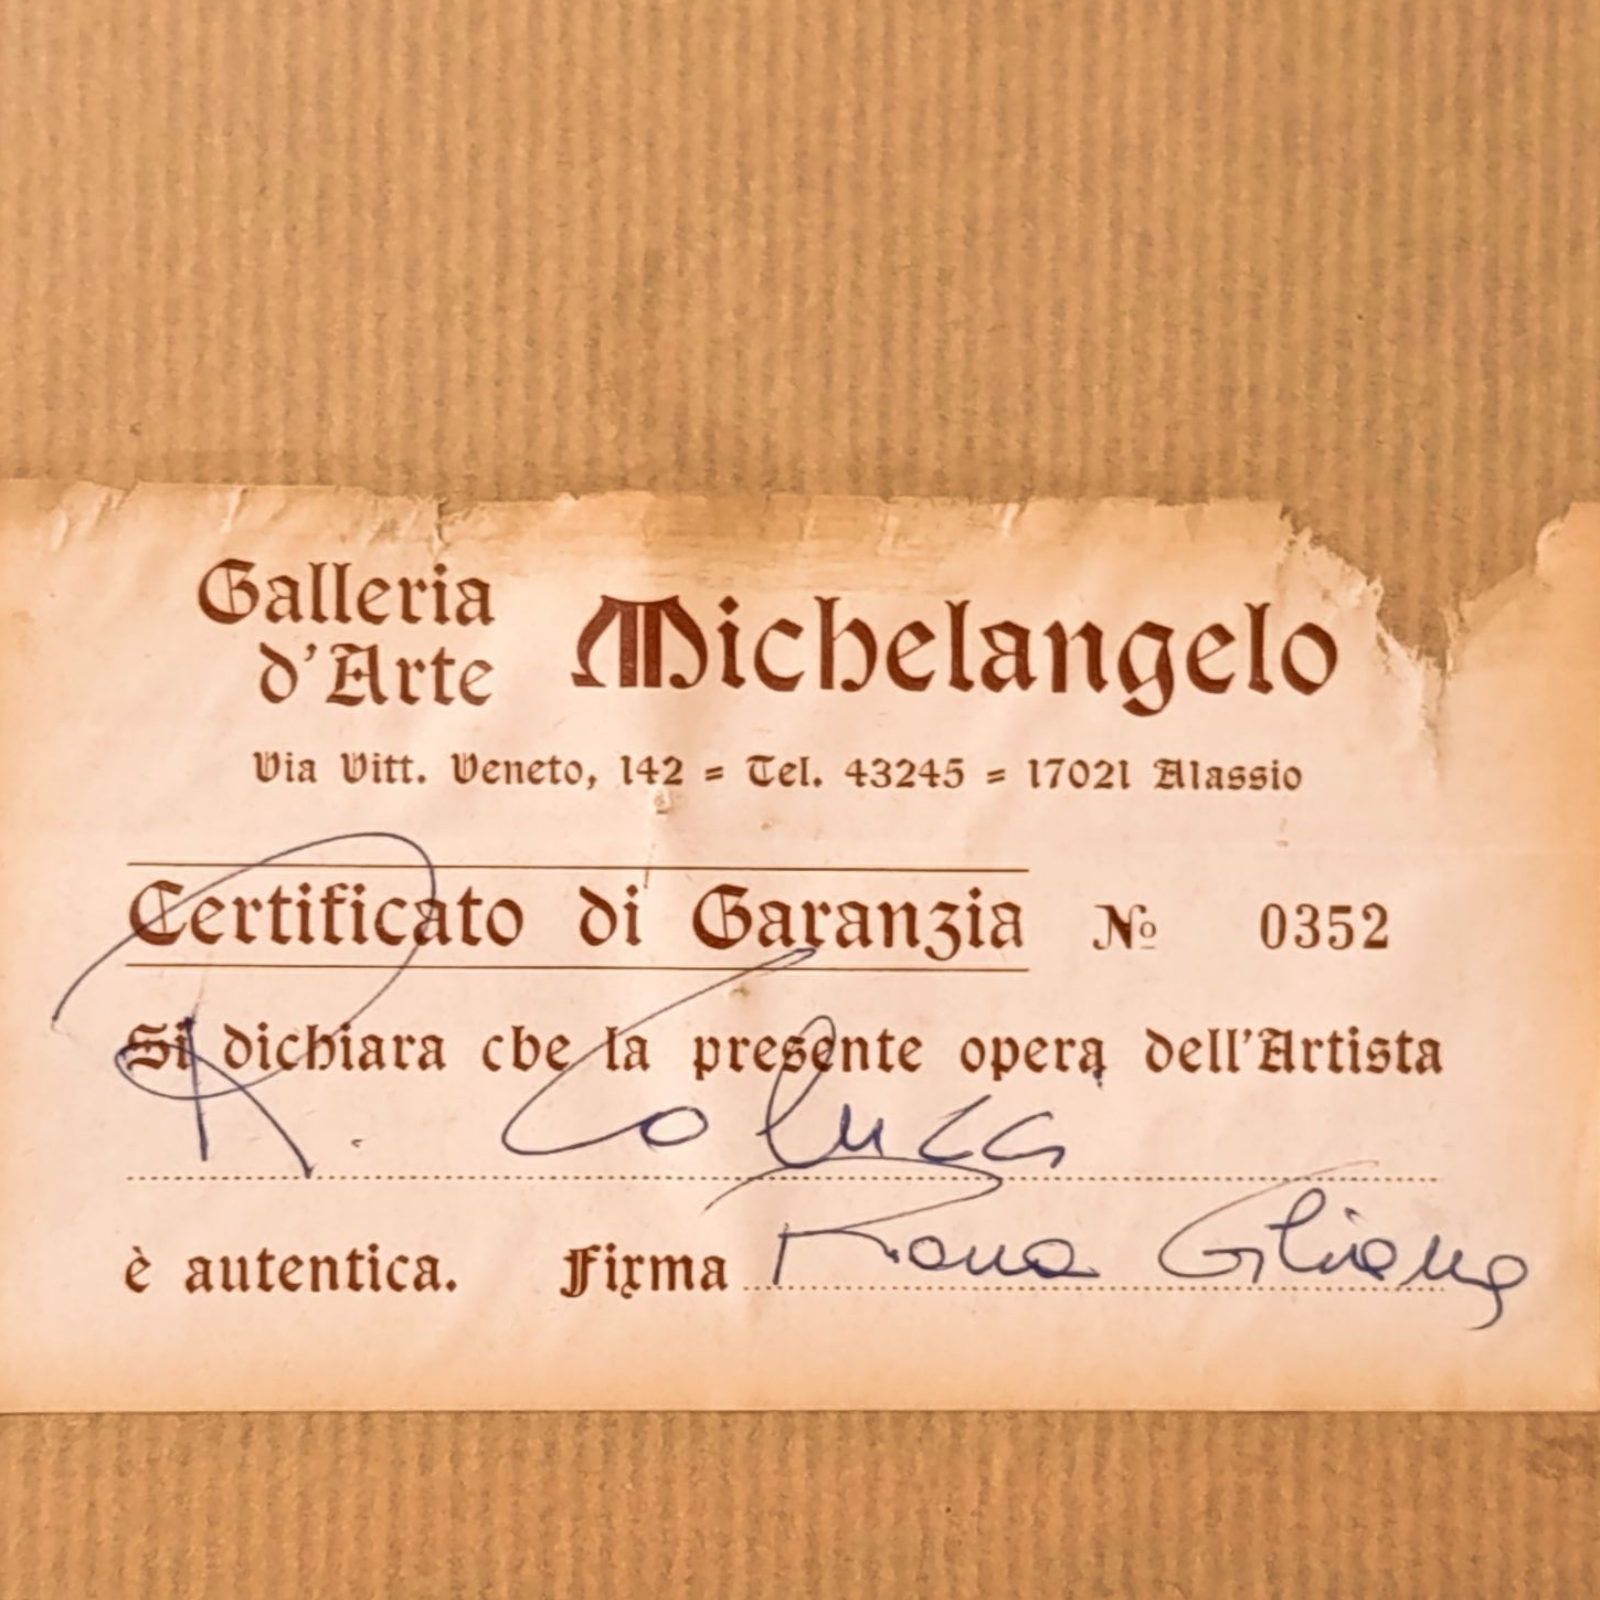 Galleria
d'Arte
Michelangelo
Via Vitt. Veneto, 142 = Tel. 43245 = 17021 Alassio
Certificato di Garanzia № 0352
Si dichiara che la presente opera dell'Artista
R. Colucci
è autentica. Firma